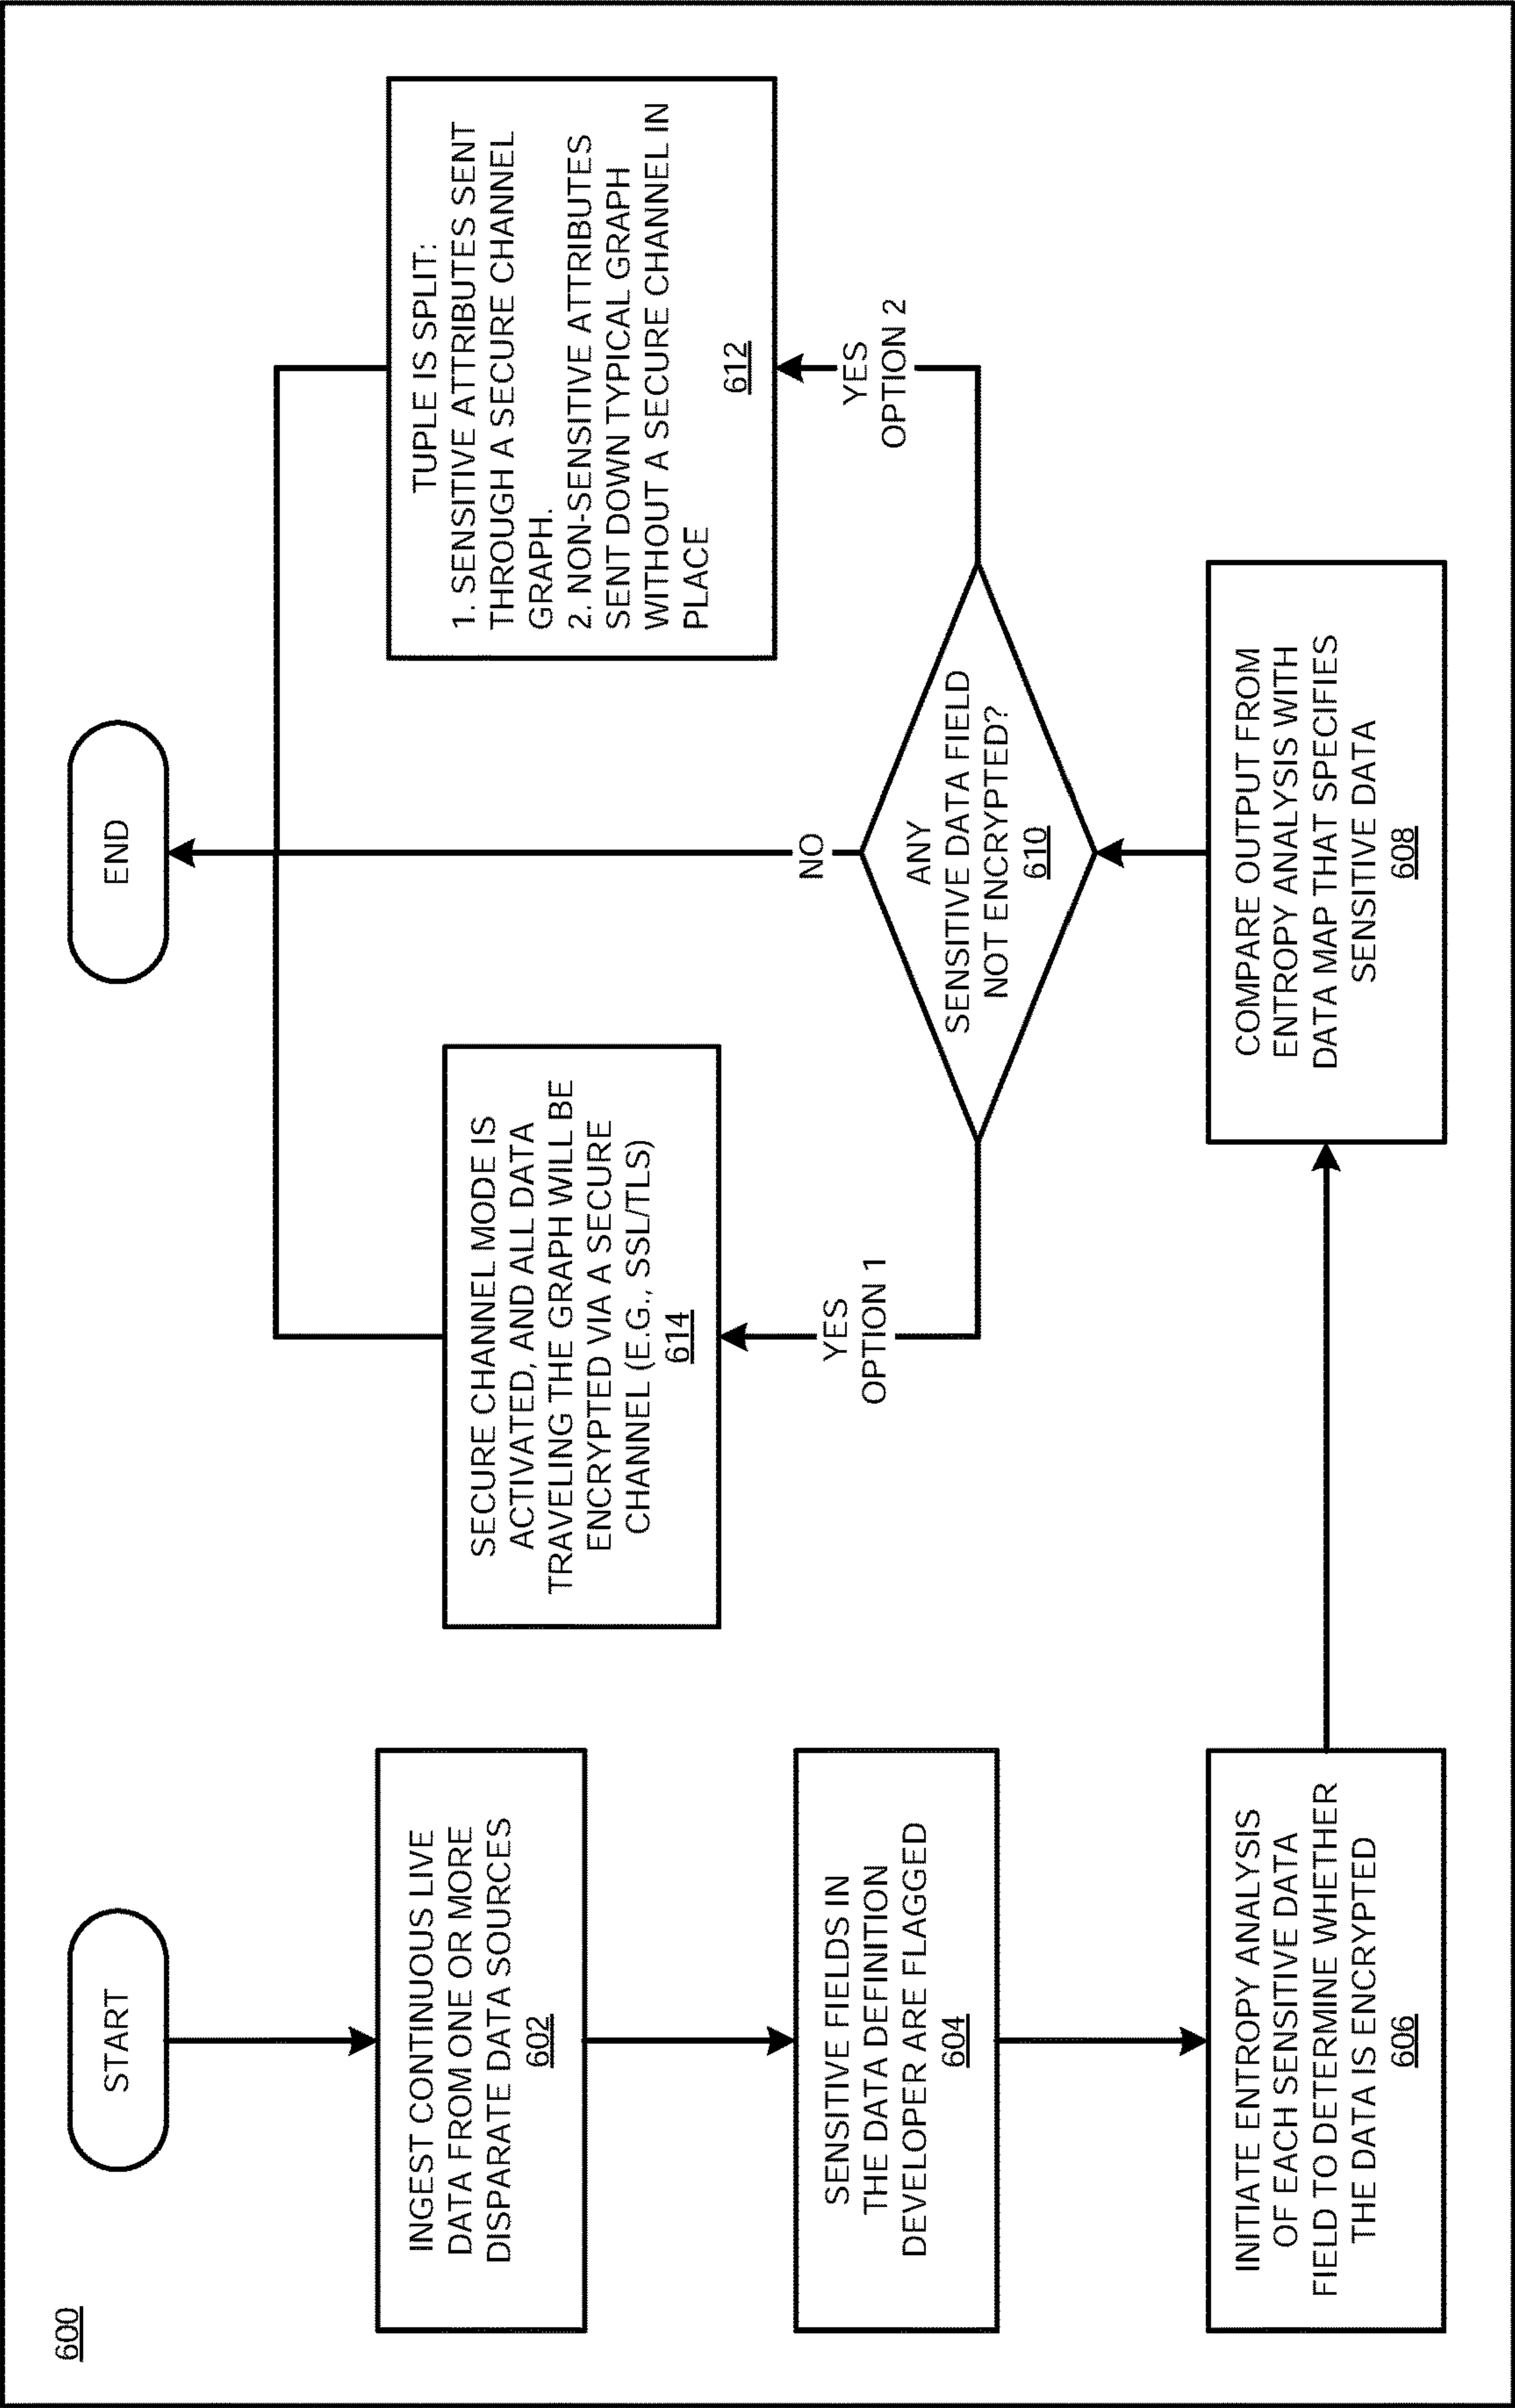 600
START
INGEST CONTINUOUS LIVE
DATA FROM ONE OR MORE
DISPARATE DATA SOURCES
602
SENSITIVE FIELDS IN
THE DATA DEFINITION
DEVELOPER ARE FLAGGED
604
INITIATE ENTROPY ANALYSIS
OF EACH SENSITIVE DATA
FIELD TO DETERMINE WHETHER
THE DATA IS ENCRYPTED
606
COMPARE OUTPUT FROM
ENTROPY ANALYSIS WITH
DATA MAP THAT SPECIFIES
SENSITIVE DATA
608
ANY
SENSITIVE DATA FIELD
NOT ENCRYPTED?
610
NO
YES
OPTION 1
YES
OPTION 2
SECURE CHANNEL MODE IS
ACTIVATED, AND ALL DATA
TRAVELING THE GRAPH WILL BE
ENCRYPTED VIA A SECURE
CHANNEL (E.G., SSL/TLS)
614
TUPLE IS SPLIT:
1. SENSITIVE ATTRIBUTES SENT
THROUGH A SECURE CHANNEL
GRAPH.
2. NON-SENSITIVE ATTRIBUTES
SENT DOWN TYPICAL GRAPH
WITHOUT A SECURE CHANNEL IN
PLACE
612
END